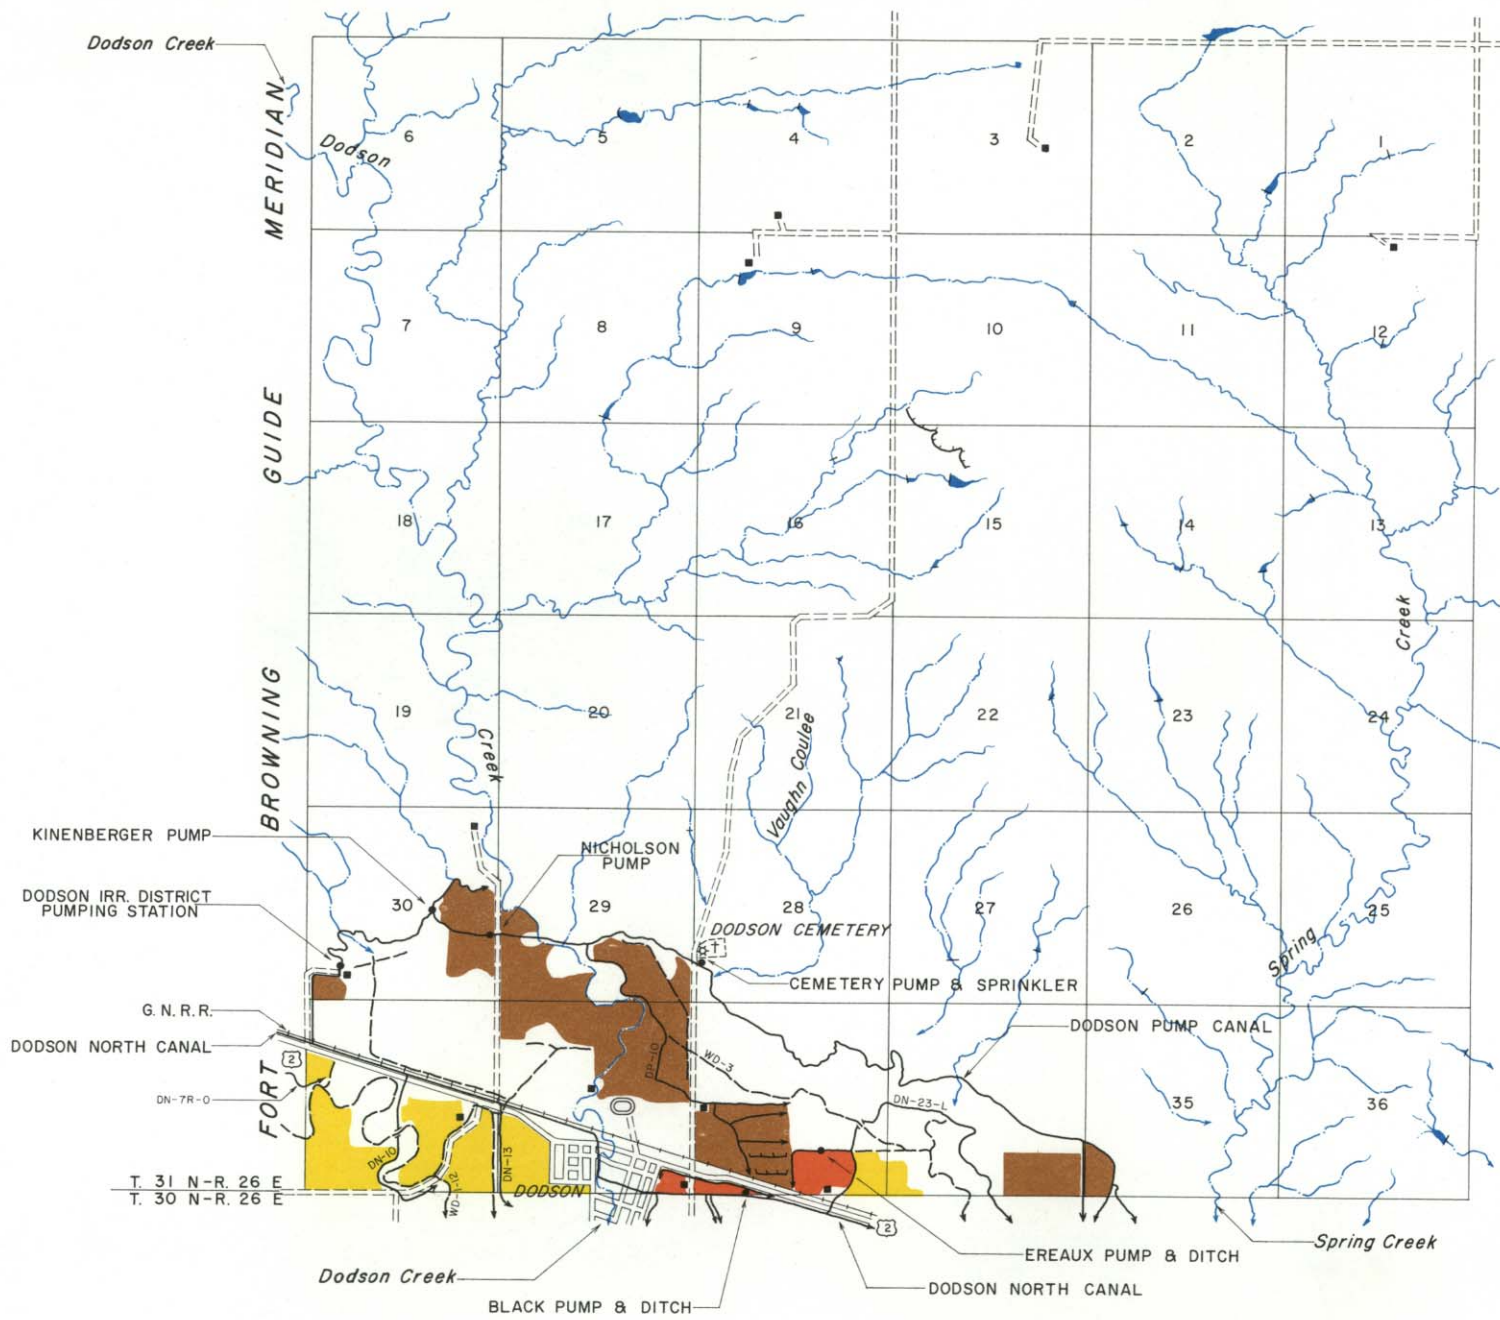 Dodson Creek
MERIDIAN
Dodson
6
5
4
3
2
1
7
8
9
10
11
12
GUIDE
18
17
16
15
14
13
Creek
BROWNING
19
20
21
22
23
24
Creek
Vaughn Coulee
KINENBERGER PUMP
NICHOLSON
PUMP
DODSON IRR. DISTRICT
PUMPING STATION
30
29
28
27
26
25
DODSON CEMETERY
Spring
CEMETERY PUMP & SPRINKLER
G. N. R. R.
DODSON PUMP CANAL
DODSON NORTH CANAL
2
DP-10
WD-3
FORT
DN-7R-O
DN-23-L
35
36
DN-10
WD-1-12
DN-13
DODSON
T. 31 N-R. 26 E
T. 30 N-R. 26 E
2
Spring Creek
EREAUX PUMP & DITCH
Dodson Creek
DODSON NORTH CANAL
BLACK PUMP & DITCH